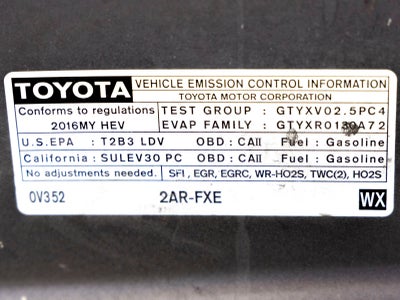 TOYOTA VEHICLE EMISSION CONTROL INFORMATION
TOYOTA MOTOR CORPORATION
Conforms to regulations TEST GROUP : GTYXV02.5PC4
2016MY HEV EVAP FAMILY : GTYXR0130A72
U.S.EPA : T2B3 LDV OBD : CAII Fuel : Gasoline
California : SULEV30 PC OBD : CAII Fuel : Gasoline
No adjustments needed. SFI, EGR, EGRC, WR-HO2S, TWC(2), HO2S
0V352 2AR-FXE WX